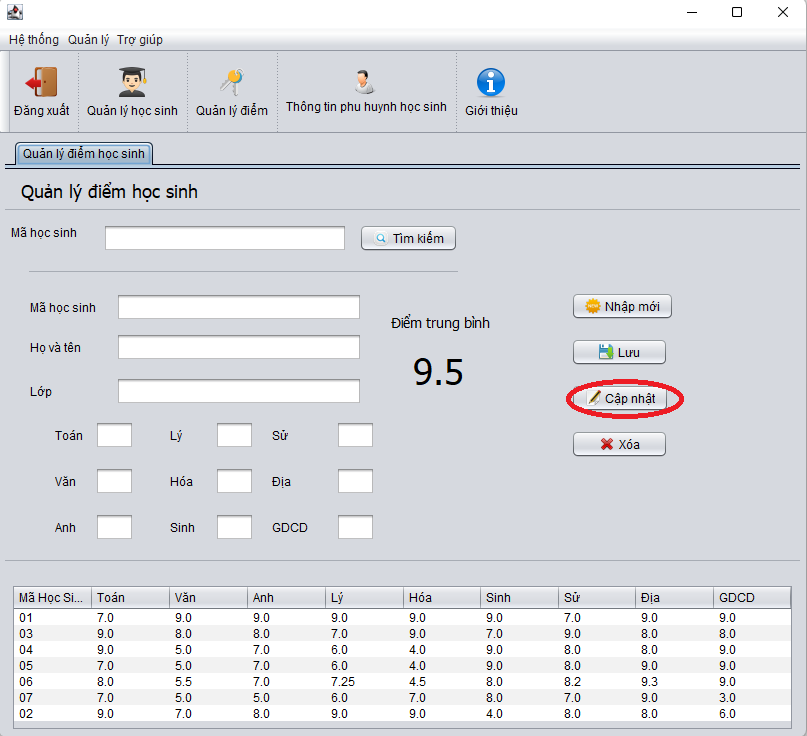 Hệ thống Quản lý Trợ giúp
Đăng xuất Quản lý học sinh Quản lý điểm Thông tin phu huynh học sinh Giới thiệu
Quản lý điểm học sinh
Quản lý điểm học sinh
Mã học sinh Tìm kiếm
Mã học sinh Điểm trung bình Nhập mới
Họ và tên 9.5 Lưu
Lớp Cập nhật
Toán Lý Sử Xóa
Văn Hóa Địa
Anh Sinh GDCD
Mã Học Si... Toán Văn Anh Lý Hóa Sinh Sử Địa GDCD
01 7.0 9.0 9.0 9.0 9.0 9.0 7.0 9.0 9.0
03 9.0 8.0 8.0 7.0 9.0 7.0 9.0 8.0 8.0
04 9.0 5.0 7.0 6.0 4.0 9.0 8.0 9.0 9.0
05 7.0 5.0 7.0 6.0 4.0 9.0 8.0 9.0 9.0
06 8.0 5.5 7.0 7.25 4.5 8.0 8.2 9.3 9.0
07 7.0 5.0 5.0 6.0 7.0 8.0 7.0 9.0 3.0
02 9.0 7.0 8.0 9.0 9.0 4.0 8.0 8.0 6.0